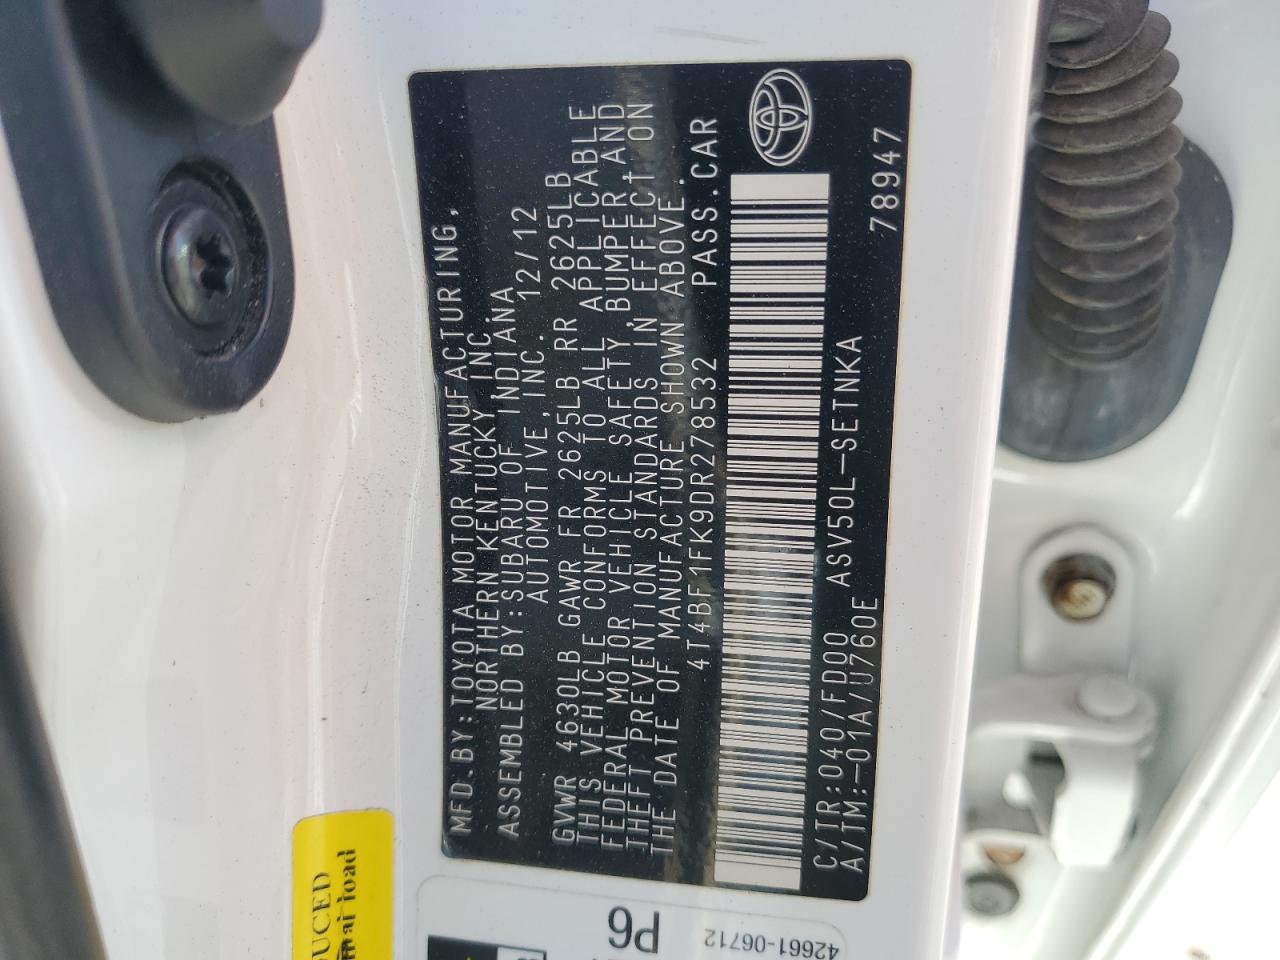 MFD.BY:TOYOTA MOTOR MANUFACTURING,
NORTHERN KENTUCKY,INC.
ASSEMBLED BY:SUBARU OF INDIANA
AUTOMOTIVE,INC. 12/12
GVWR 4630LB GAWR FR 2625LB RR 2625LB
THIS VEHICLE CONFORMS TO ALL APPLICABLE
FEDERAL MOTOR VEHICLE SAFETY, BUMPER, AND
THEFT PREVENTION STANDARDS IN EFFECT ON
THE DATE OF MANUFACTURE SHOWN ABOVE.
4T4BF1FK9DR278532 PASS.CAR
C/TR:040/FD00 ASV50L-SETNKA 78947
A/TM:-01A/U760E
P6
42661-06712